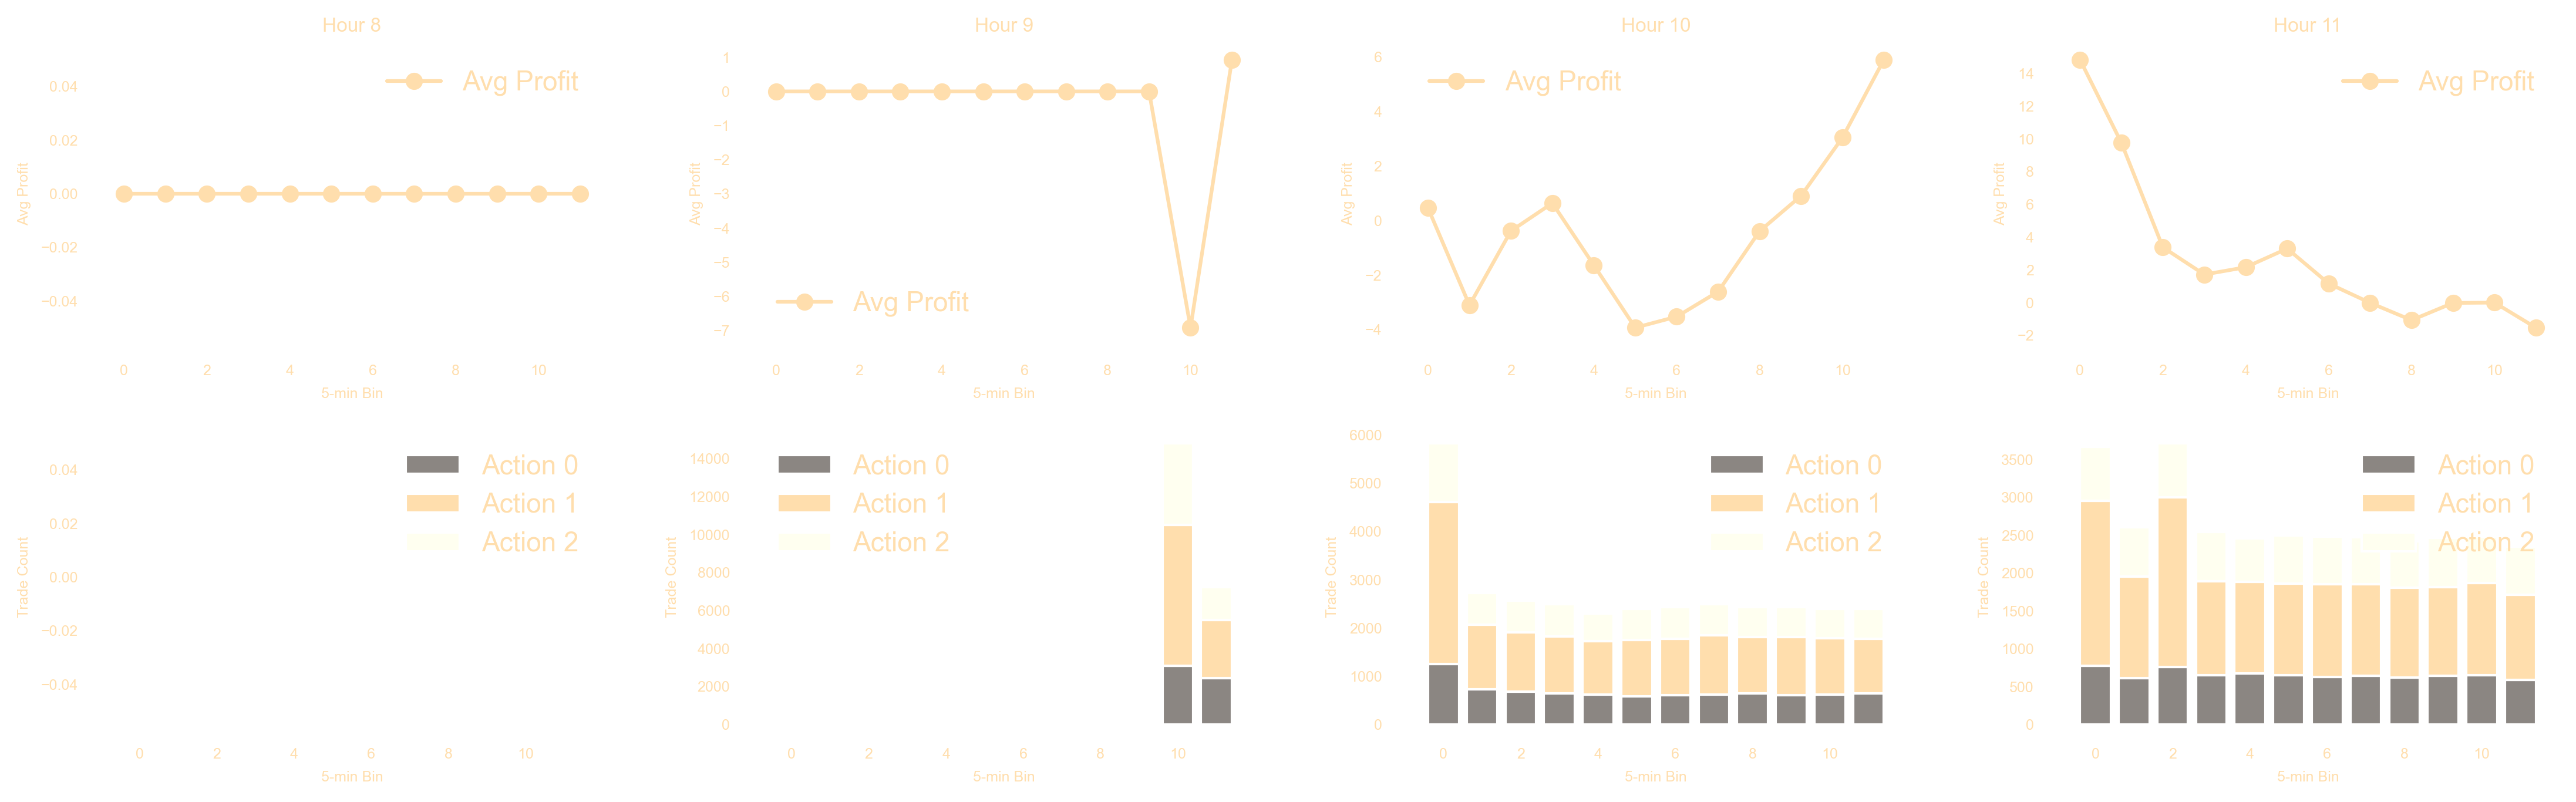 Hour 8
Avg Profit
0.04
0.02
0.00
−0.02
−0.04
Avg Profit
0 2 4 6 8 10
5-min Bin
Hour 9
Avg Profit
1
0
−1
−2
−3
−4
−5
−6
−7
Avg Profit
0 2 4 6 8 10
5-min Bin
Hour 10
Avg Profit
6
4
2
0
−2
−4
Avg Profit
0 2 4 6 8 10
5-min Bin
Hour 11
Avg Profit
14
12
10
8
6
4
2
0
−2
Avg Profit
0 2 4 6 8 10
5-min Bin
Trade Count
0.04
0.02
0.00
−0.02
−0.04
Action 0
Action 1
Action 2
0 2 4 6 8 10
5-min Bin
Trade Count
14000
12000
10000
8000
6000
4000
2000
0
Action 0
Action 1
Action 2
0 2 4 6 8 10
5-min Bin
Trade Count
6000
5000
4000
3000
2000
1000
0
Action 0
Action 1
Action 2
0 2 4 6 8 10
5-min Bin
Trade Count
3500
3000
2500
2000
1500
1000
500
0
Action 0
Action 1
Action 2
0 2 4 6 8 10
5-min Bin